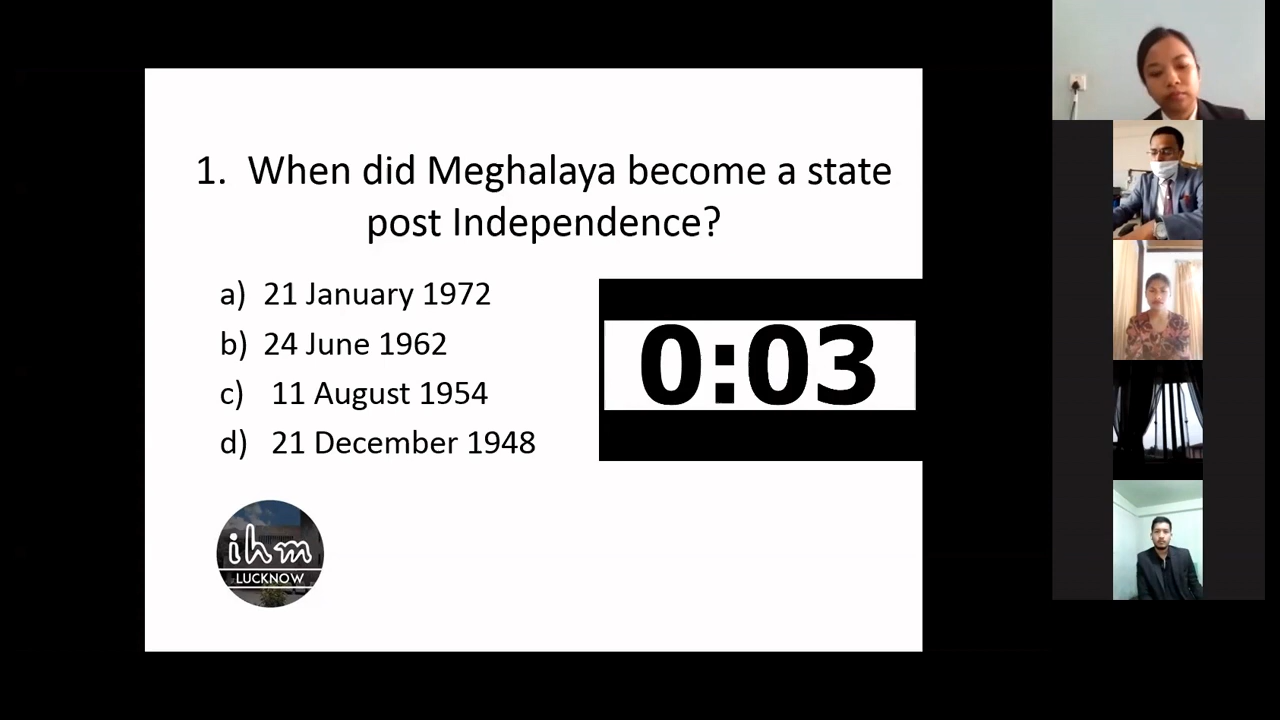 1. When did Meghalaya become a state
post Independence?
a) 21 January 1972
b) 24 June 1962
c) 11 August 1954
d) 21 December 1948
0:03
ihm
LUCKNOW